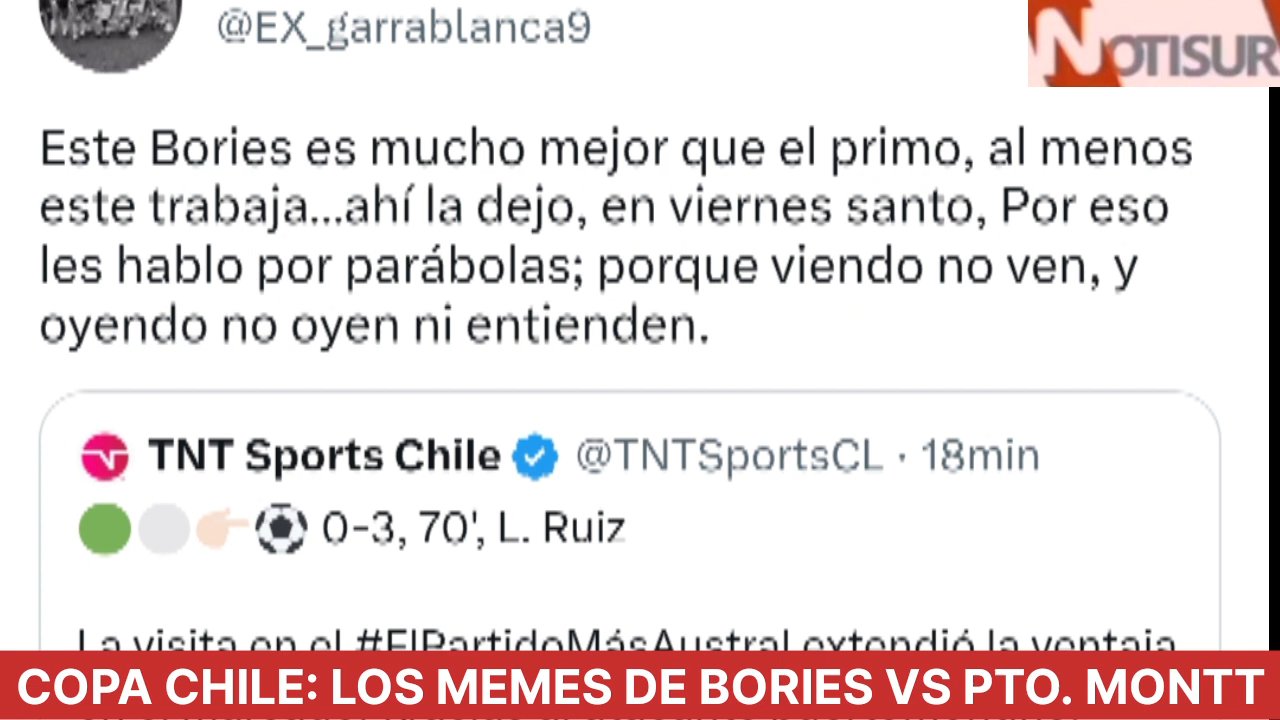 @EX_garrablanca9
NOTISUR
Este Bories es mucho mejor que el primo, al menos
este trabaja...ahí la dejo, en viernes santo, Por eso
les hablo por parábolas; porque viendo no ven, y
oyendo no oyen ni entienden.
TNT Sports Chile @TNTSportsCL · 18min
0-3, 70', L. Ruiz
La visita en el #ElPartidoMásAustral extendió la ventaja
COPA CHILE: LOS MEMES DE BORIES VS PTO. MONTT